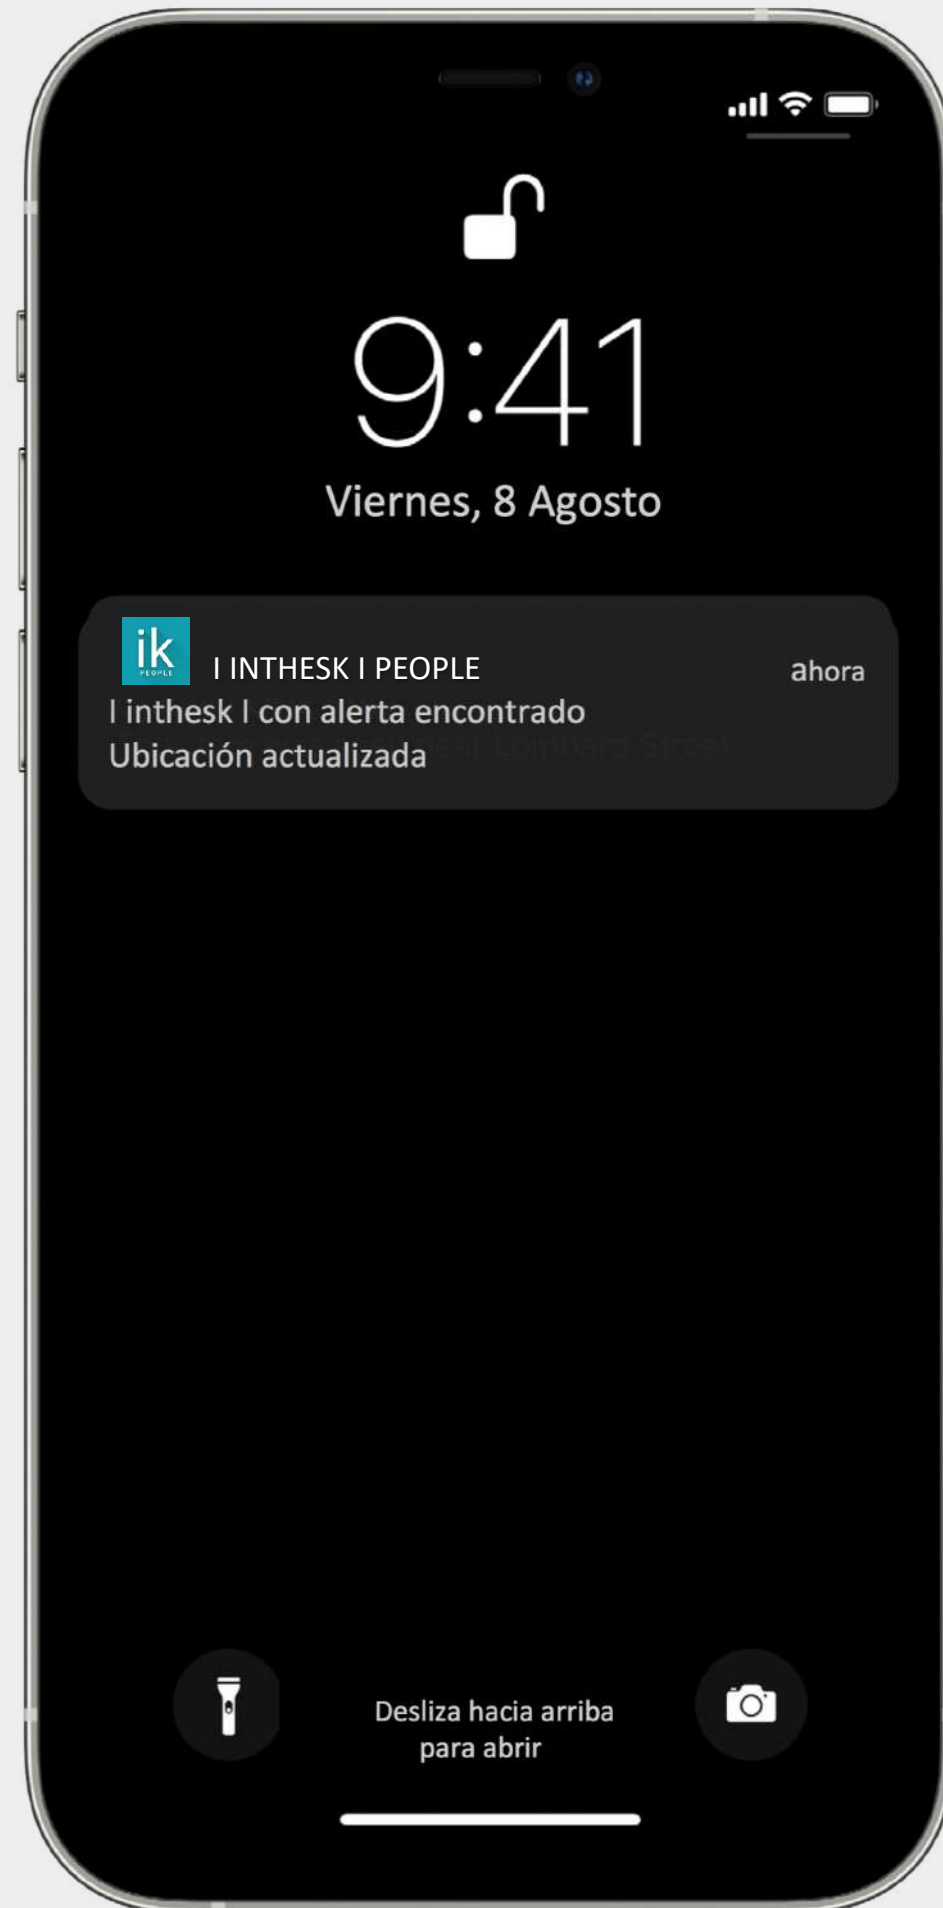 9:41
Viernes, 8 Agosto
ik
PEOPLE
I INTHESK I PEOPLE
ahora
I inthesk I con alerta encontrado
Ubicación actualizada
Desliza hacia arriba
para abrir